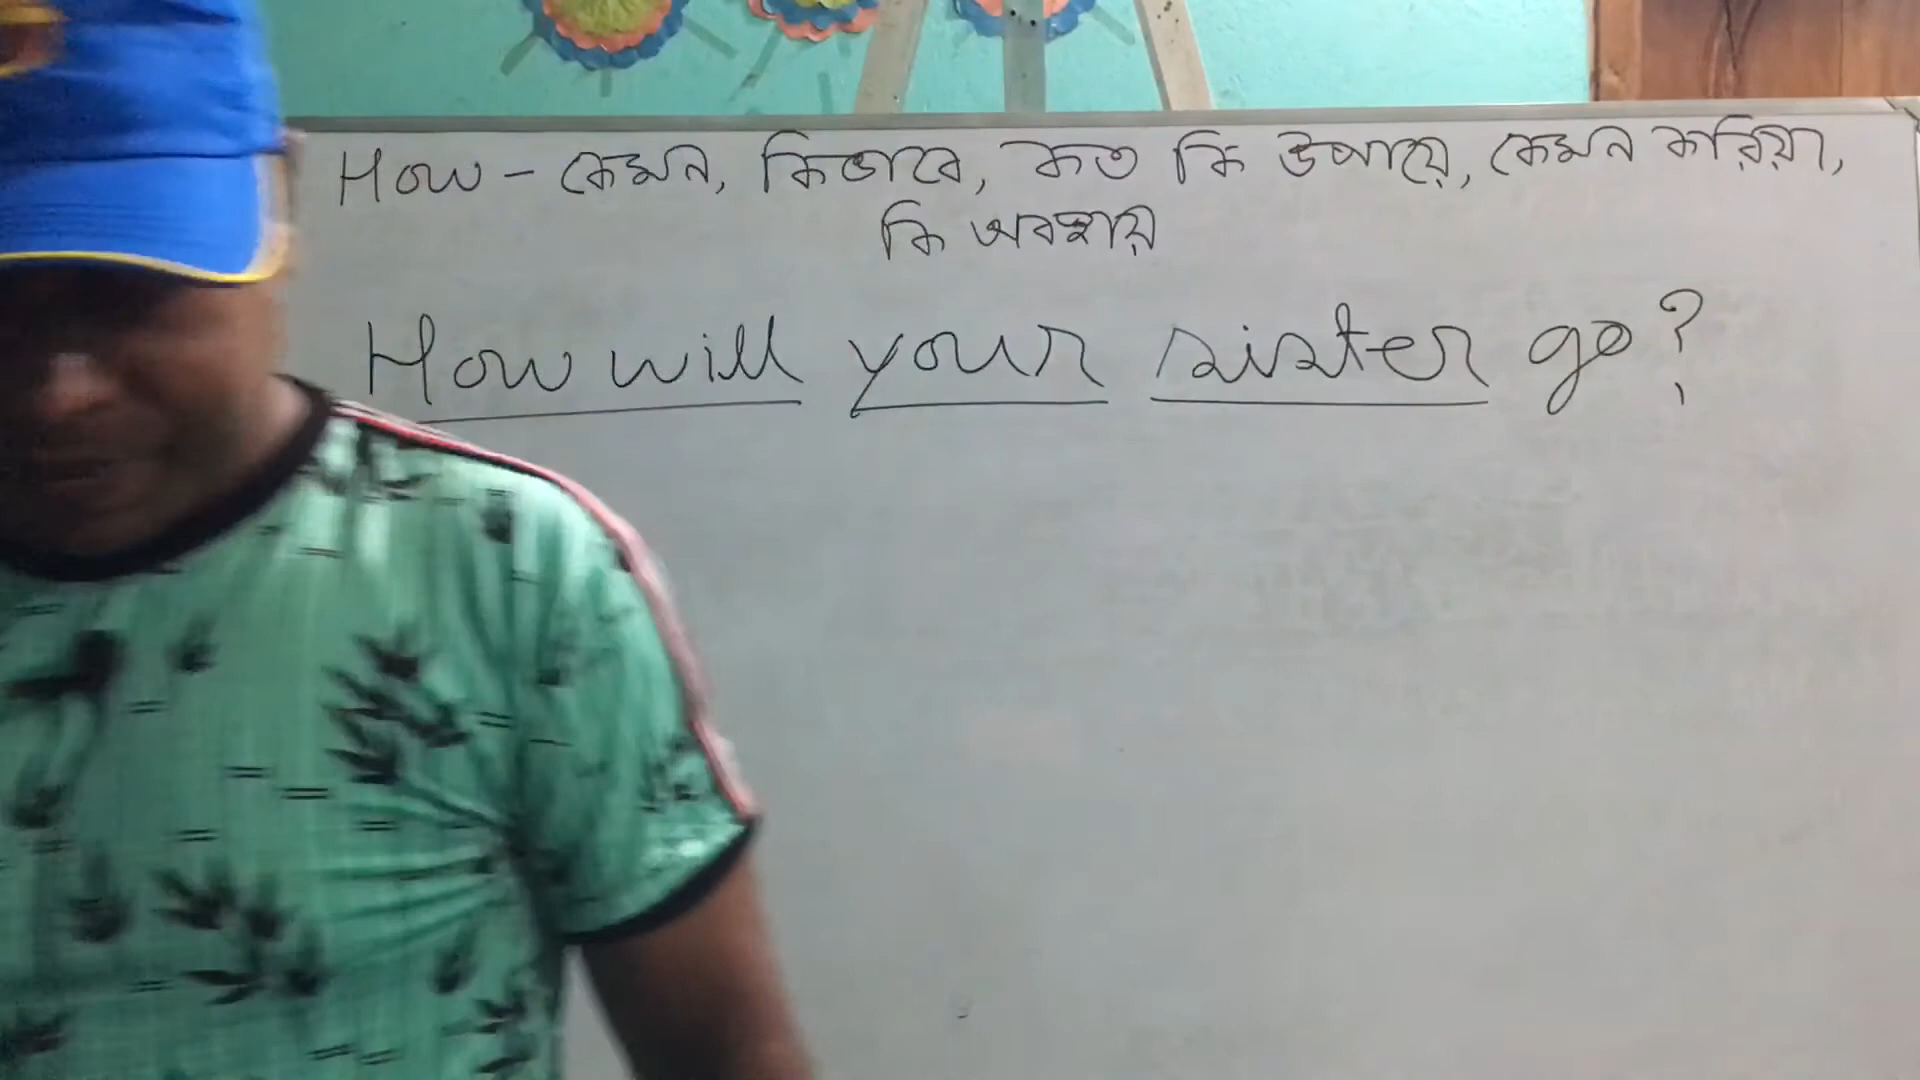 How - কেমন, কিভাবে, কত কি উপায়ে, কেমন করিয়া,
কি অবস্থায়
How will your sister go?